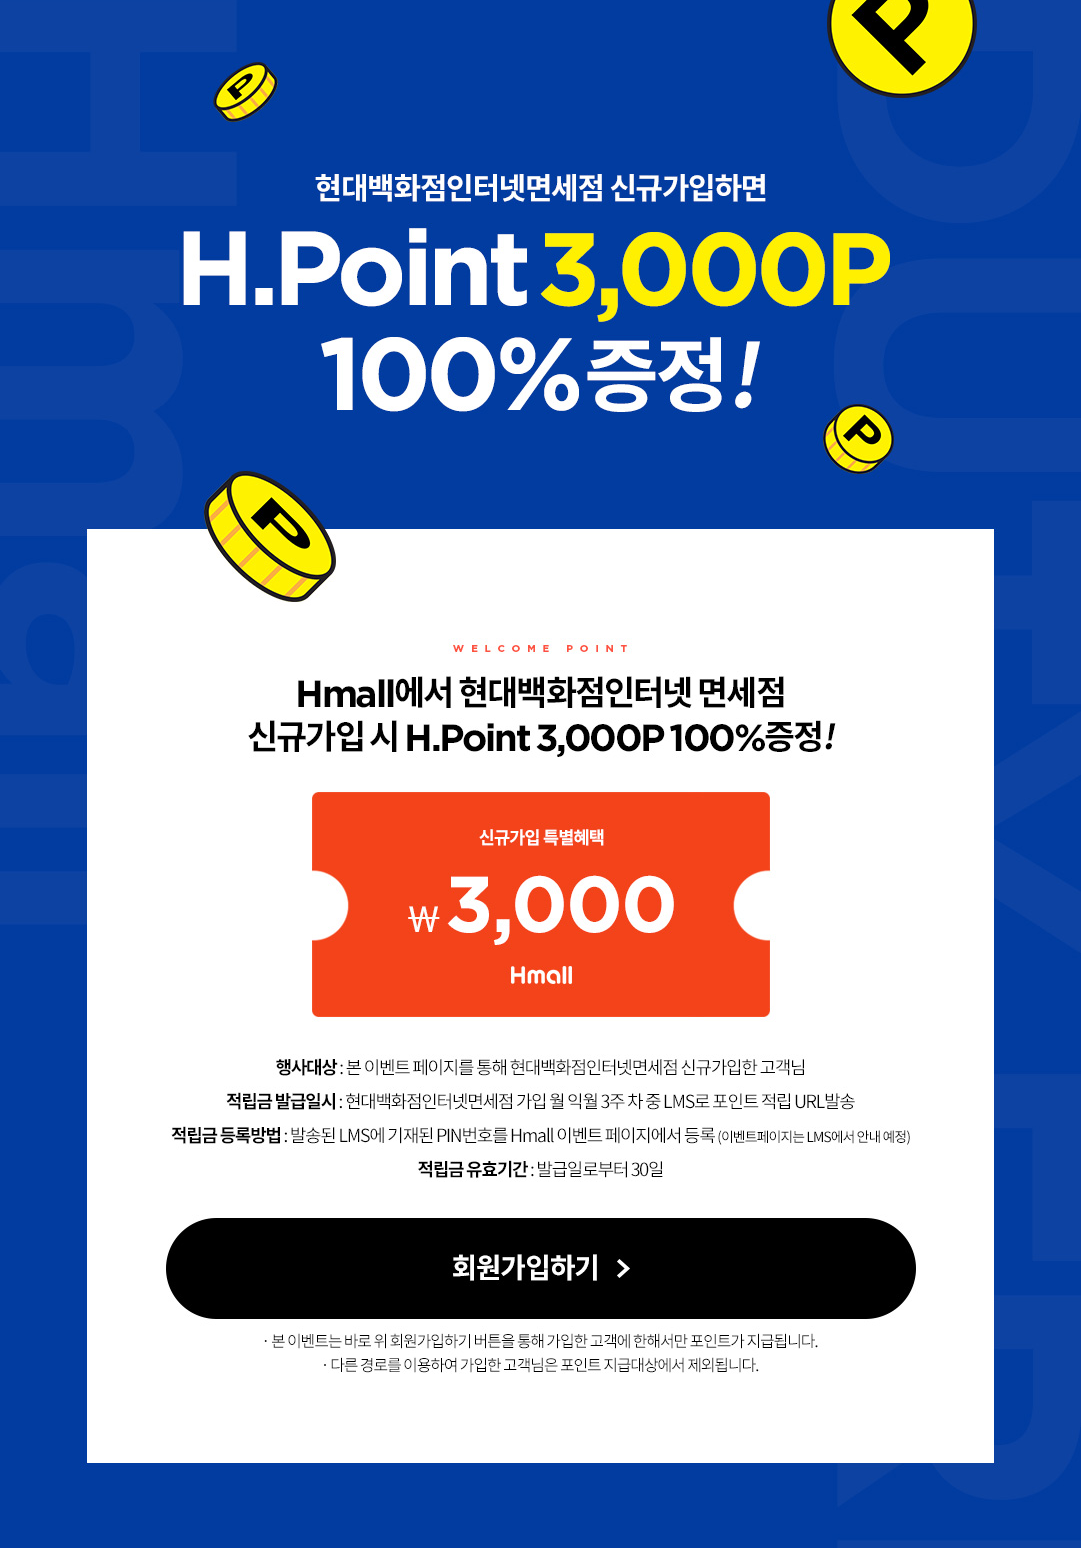 P
P
현대백화점인터넷면세점 신규가입하면
H.Point 3,000P
100%증정!
P
P
WELCOME POINT
Hmall에서 현대백화점인터넷 면세점
신규가입 시 H.Point 3,000P 100%증정!
신규가입 특별혜택
₩3,000
Hmall
행사대상 : 본 이벤트 페이지를 통해 현대백화점인터넷면세점 신규가입한 고객님
적립금 발급일시 : 현대백화점인터넷면세점 가입 월 익월 3주 차 중 LMS로 포인트 적립 URL발송
적립금 등록방법 : 발송된 LMS에 기재된 PIN번호를 Hmall 이벤트 페이지에서 등록 (이벤트페이지는 LMS에서 안내 예정)
적립금 유효기간 : 발급일로부터 30일
회원가입하기 >
· 본 이벤트는 바로 위 회원가입하기 버튼을 통해 가입한 고객에 한해서만 포인트가 지급됩니다.
· 다른 경로를 이용하여 가입한 고객님은 포인트 지급대상에서 제외됩니다.
Hmall